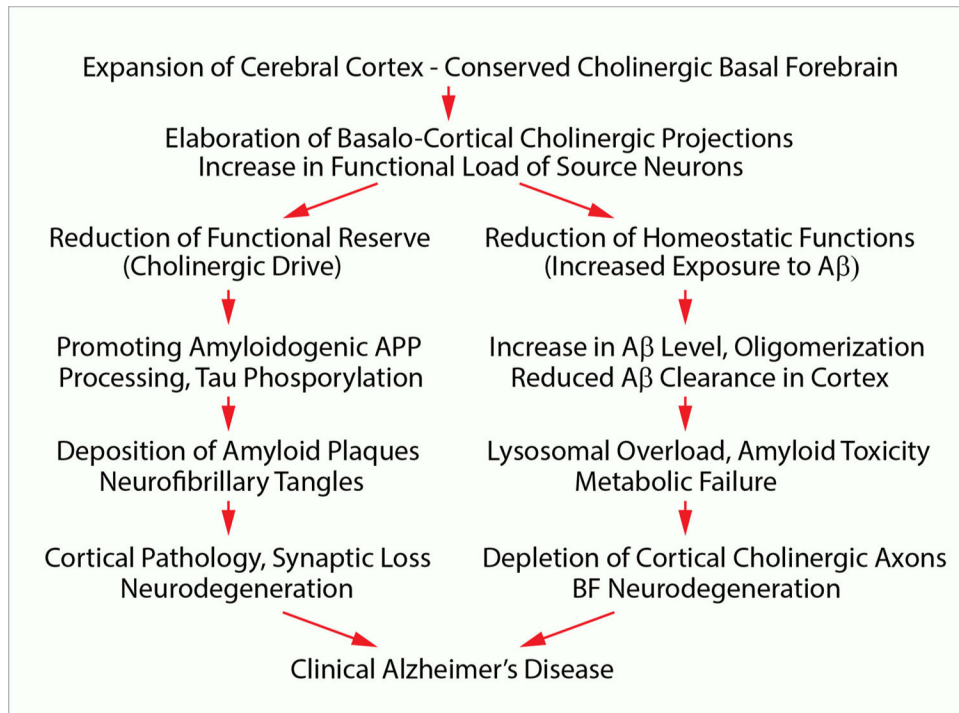 Expansion of Cerebral Cortex - Conserved Cholinergic Basal Forebrain
Elaboration of Basalo-Cortical Cholinergic Projections
Increase in Functional Load of Source Neurons
Reduction of Functional Reserve
(Cholinergic Drive)
Reduction of Homeostatic Functions
(Increased Exposure to Aβ)
Promoting Amyloidogenic APP
Processing, Tau Phosporylation
Increase in Aβ Level, Oligomerization
Reduced Aβ Clearance in Cortex
Deposition of Amyloid Plaques
Neurofibrillary Tangles
Lysosomal Overload, Amyloid Toxicity
Metabolic Failure
Cortical Pathology, Synaptic Loss
Neurodegeneration
Depletion of Cortical Cholinergic Axons
BF Neurodegeneration
Clinical Alzheimer's Disease